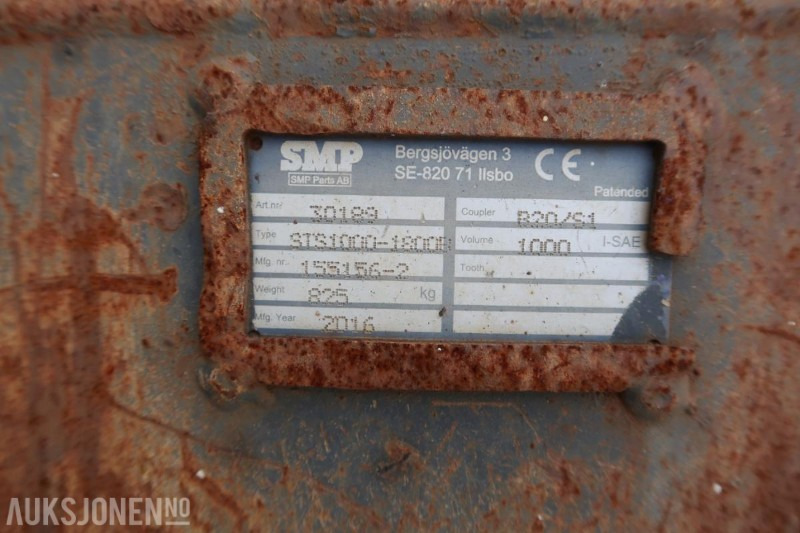 SMP
SMP Parts AB
Bergsjövägen 3
SE-820 71 Ilsbo
CE
Patented
Art.nr 30189
Coupler B20/S1
Type STS1000-1800B
Volume 1000 I-SAE
Mfg. nr. 155156-2
Tooth
Weight 825 kg
Mfg. Year 2016
AUKSJONEN.NO